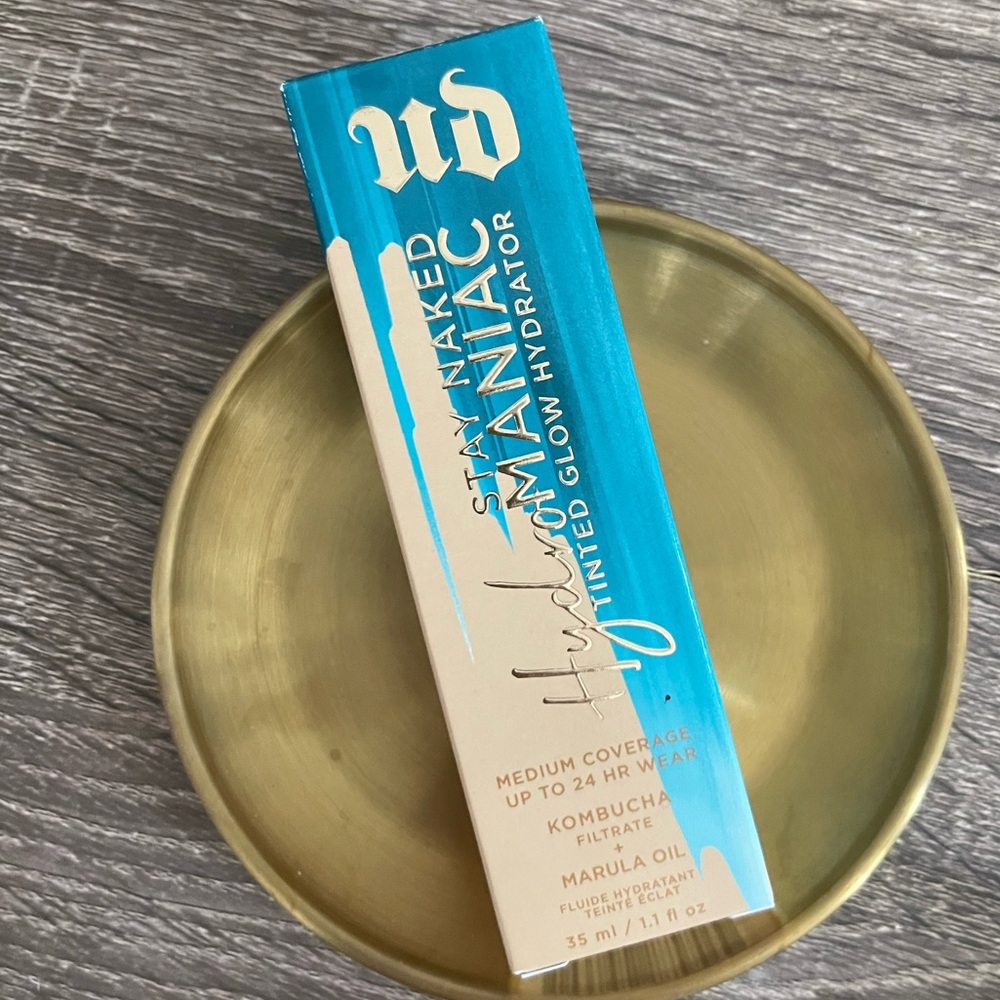 UD
STAY NAKED
HydroMANIAC
TINTED GLOW HYDRATOR
MEDIUM COVERAGE
UP TO 24 HR WEAR
KOMBUCHA
FILTRATE
+
MARULA OIL
FLUIDE HYDRATANT
TEINTÉ ÉCLAT
35 ml / 1.1 fl oz